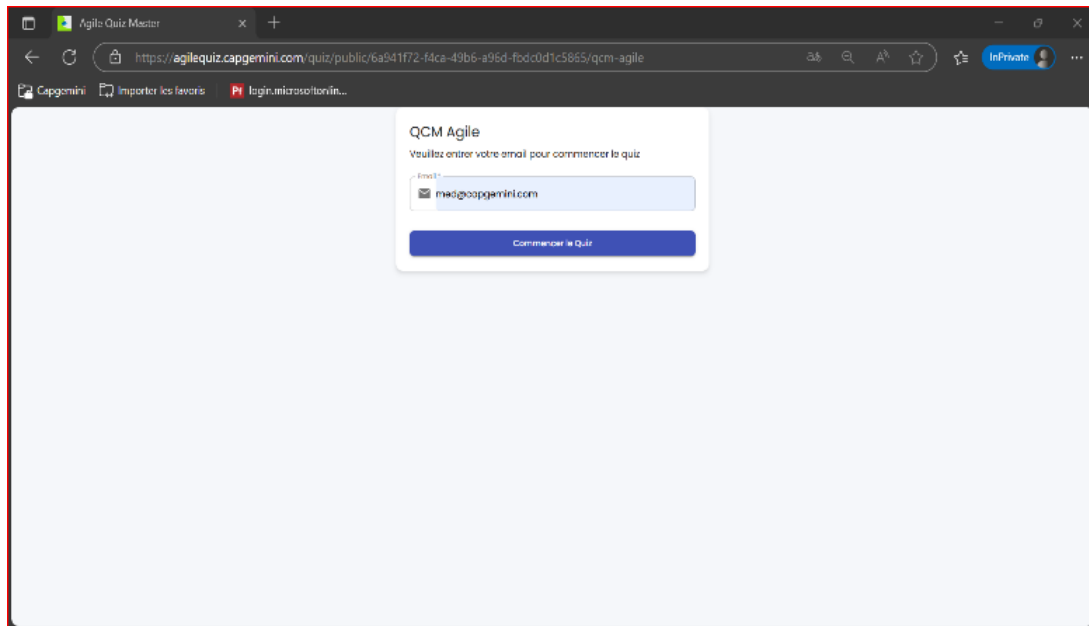 Agile Quiz Master
https://agilequiz.capgemini.com/quiz/public/6a941f72-f4ca-49b6-a96d-fbdc0d1c5865/qcm-agile
InPrivate
Capgemini Importer les favoris login.microsoftonlin...
QCM Agile
Veuillez entrer votre email pour commencer le quiz
Email *
med@capgemini.com
Commencer le Quiz